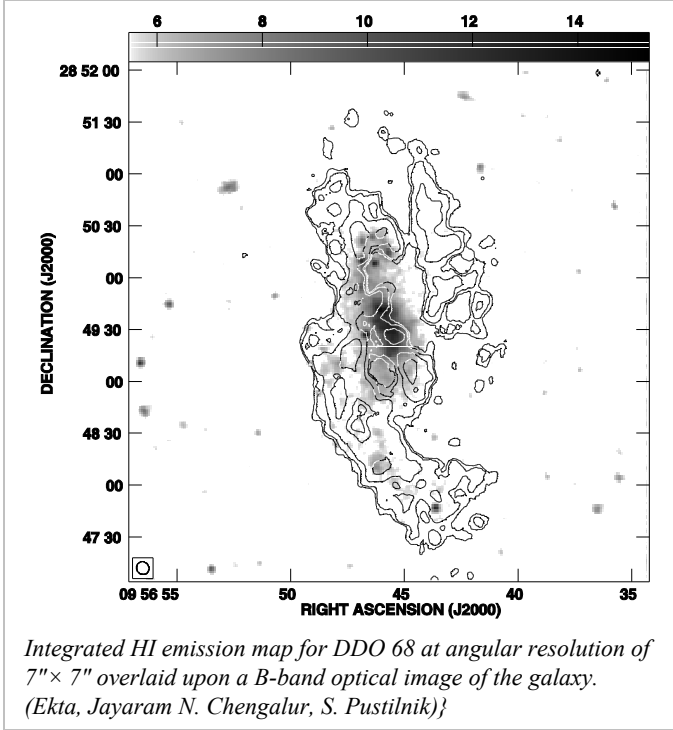 6 8 10 12 14
28 52 00
51 30
00
50 30
00
49 30
00
48 30
00
47 30
DECLINATION (J2000)
09 56 55 50 45 40 35
RIGHT ASCENSION (J2000)
Integrated HI emission map for DDO 68 at angular resolution of
7"× 7" overlaid upon a B-band optical image of the galaxy.
(Ekta, Jayaram N. Chengalur, S. Pustilnik)}